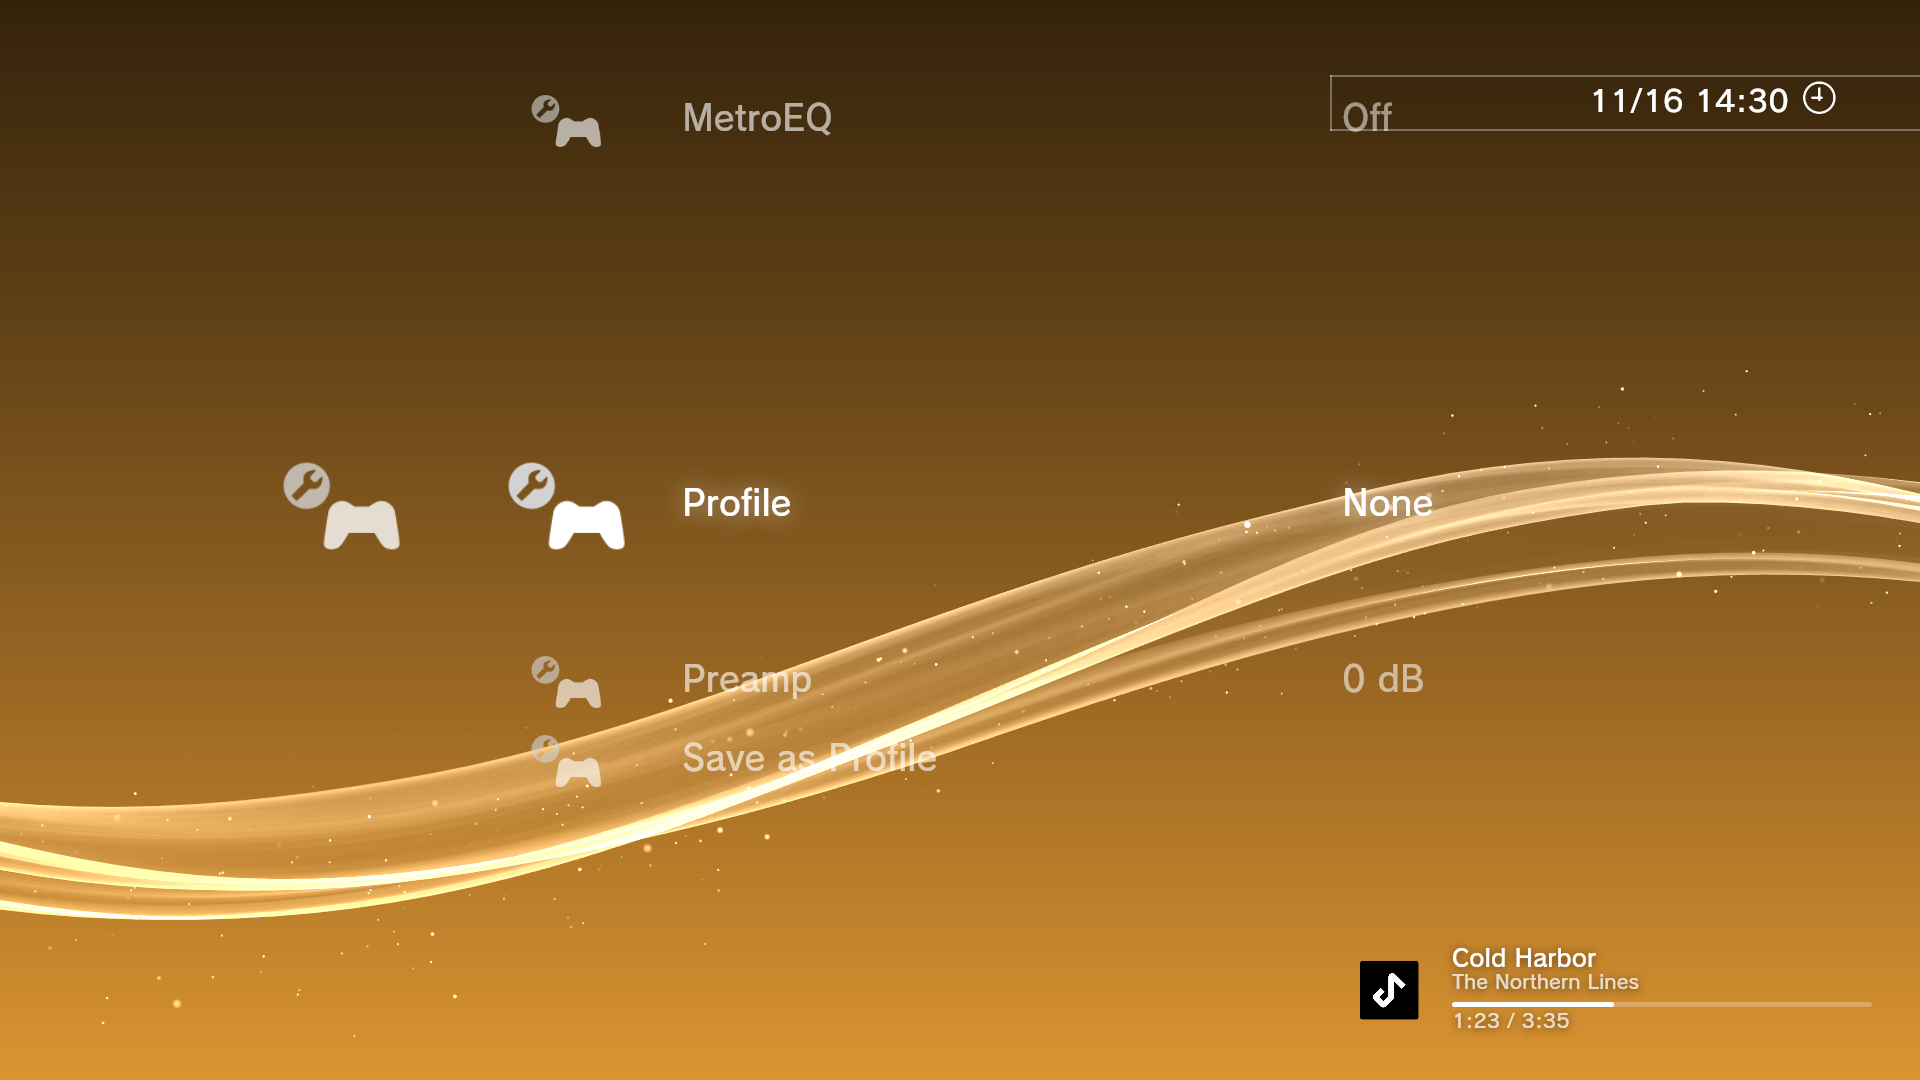 MetroEQ Off
11/16 14:30
Profile None
Preamp 0 dB
Save as Profile
Cold Harbor
The Northern Lines
1:23 / 3:35